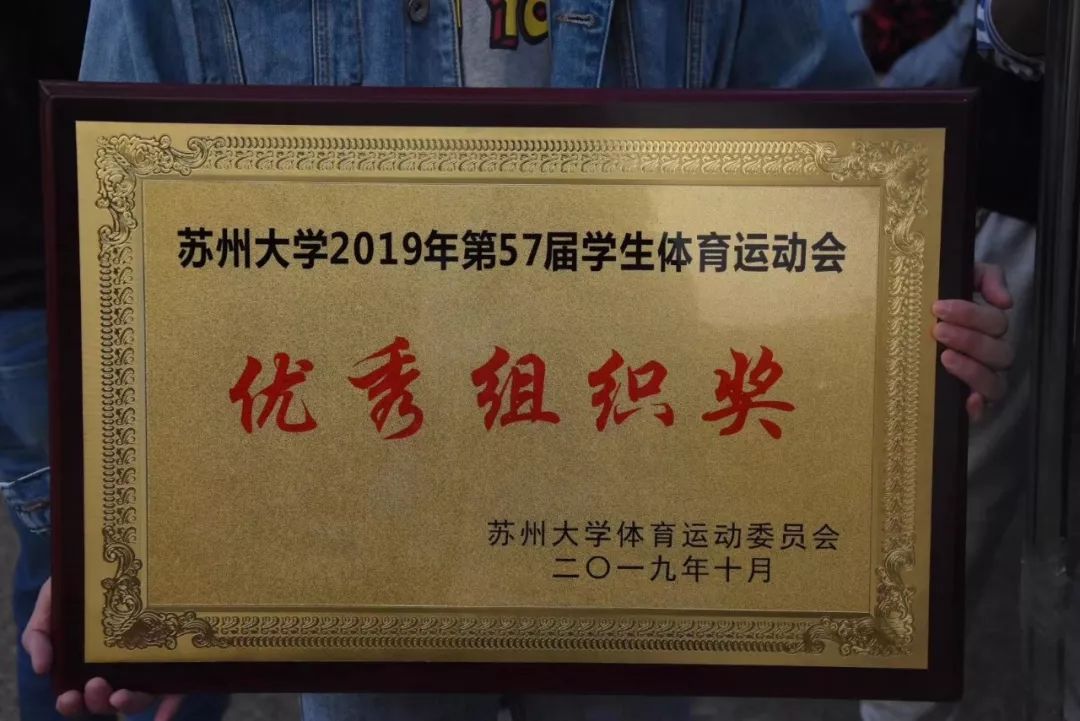 苏州大学2019年第57届学生体育运动会
优秀组织奖
苏州大学体育运动委员会
二〇一九年十月